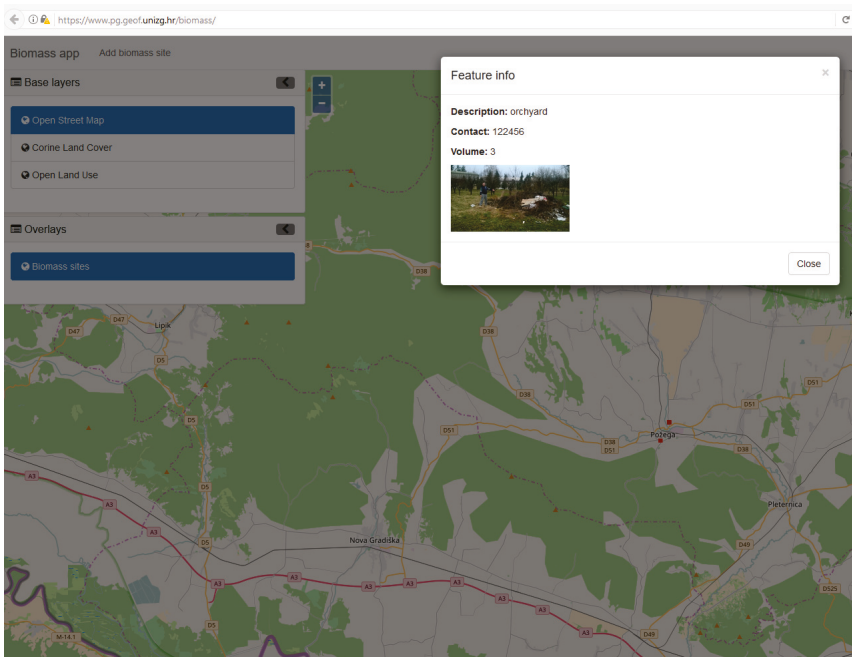 https://www.pg.geof.unizg.hr/biomass/
Biomass app
Add biomass site
Base layers
Open Street Map
Corine Land Cover
Open Land Use
Overlays
Biomass sites
+
-
Feature info
×
Description: orchyard
Contact: 122456
Volume: 3
Close
D38
D47
D47
Lipik
D5
D38
D38
D51
D51
D5
D51
D38
D51
Požega
D38
A3
D5
A3
Pleternica
A3
D5
Nova Gradiška
D49
A3
A3
A3
A3
A3
D525
A3
D5
A3
D49
M-14.1